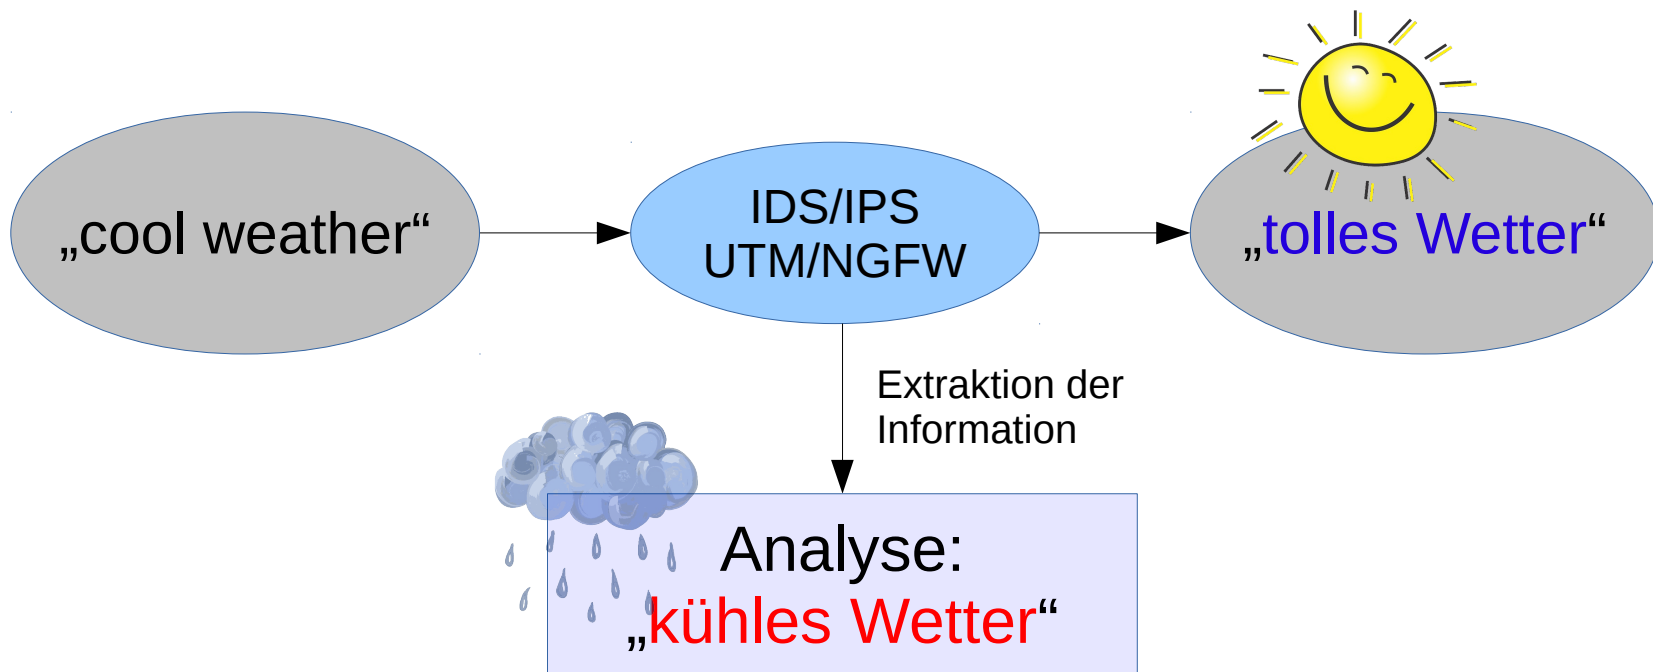 „cool weather“
IDS/IPS
UTM/NGFW
„tolles Wetter“
Extraktion der
Information
Analyse:
„kühles Wetter“